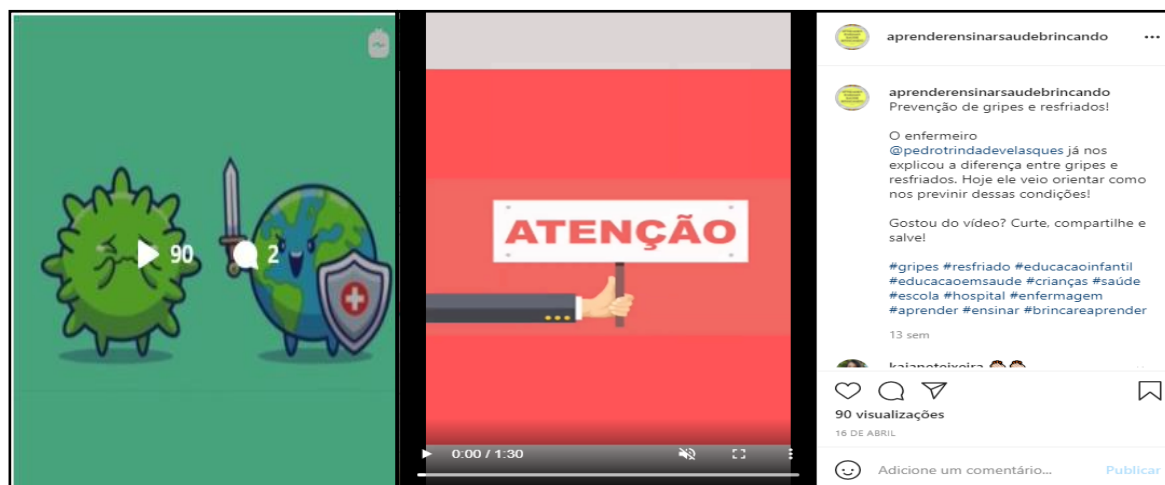 90
2
ATENÇÃO
0:00 / 1:30
aprenderensinarsaudebrincando
aprenderensinarsaudebrincando
Prevenção de gripes e resfriados!
O enfermeiro
@pedrotrindadevelasques já nos
explicou a diferença entre gripes e
resfriados. Hoje ele veio orientar como
nos previnir dessas condições!
Gostou do vídeo? Curte, compartilhe e
salve!
#gripes #resfriado #educacaoinfantil
#educacaoemsaude #crianças #saúde
#escola #hospital #enfermagem
#aprender #ensinar #brincareaprender
13 sem
90 visualizações
16 DE ABRIL
Adicione um comentário...
Publicar